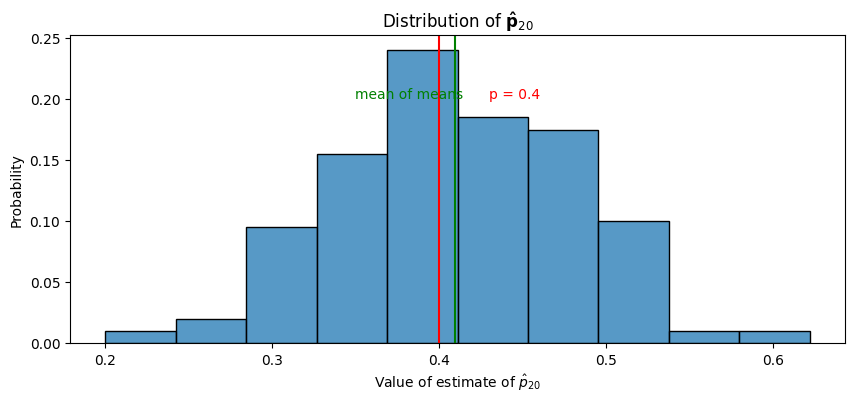 Distribution of p̂₂₀
0.25
0.20
0.15
0.10
0.05
0.00
Probability
mean of means
p = 0.4
0.2 0.3 0.4 0.5 0.6
Value of estimate of p̂₂₀